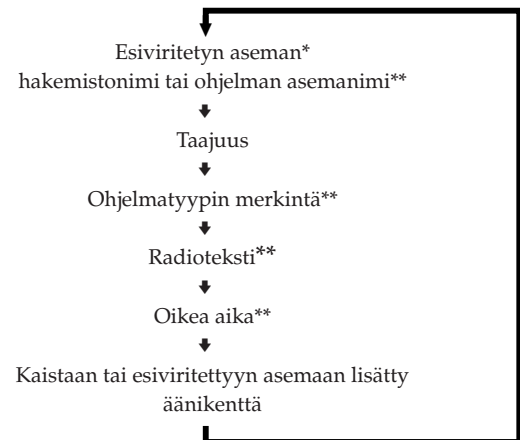 Esiviritetyn aseman*
hakemistonimi tai ohjelman asemanimi**
Taajuus
Ohjelmatyypin merkintä**
Radioteksti**
Oikea aika**
Kaistaan tai esiviritettyyn asemaan lisätty
äänikenttä